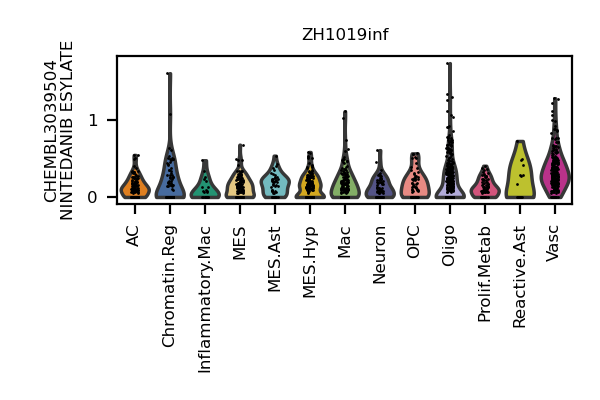 ZH1019inf
CHEMBL3039504
NINTEDANIB ESYLATE
1
0
AC
Chromatin.Reg
Inflammatory.Mac
MES
MES.Ast
MES.Hyp
Mac
Neuron
OPC
Oligo
Prolif.Metab
Reactive.Ast
Vasc